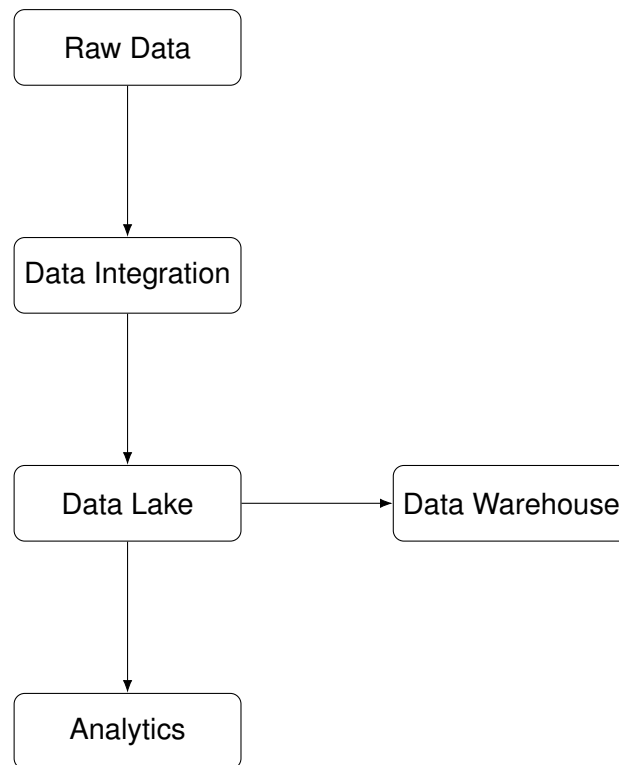 Raw Data
Data Integration
Data Lake
Data Warehouse
Analytics